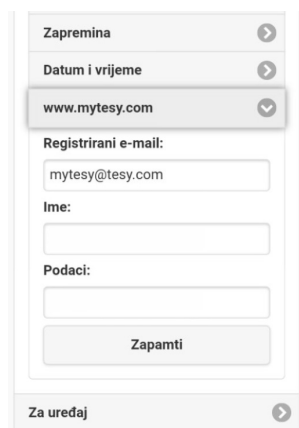 Zapremina
Datum i vrijeme
www.mytesy.com
Registrirani e-mail:
mytesy@tesy.com
Ime:
Podaci:
Zapamti
Za uređaj